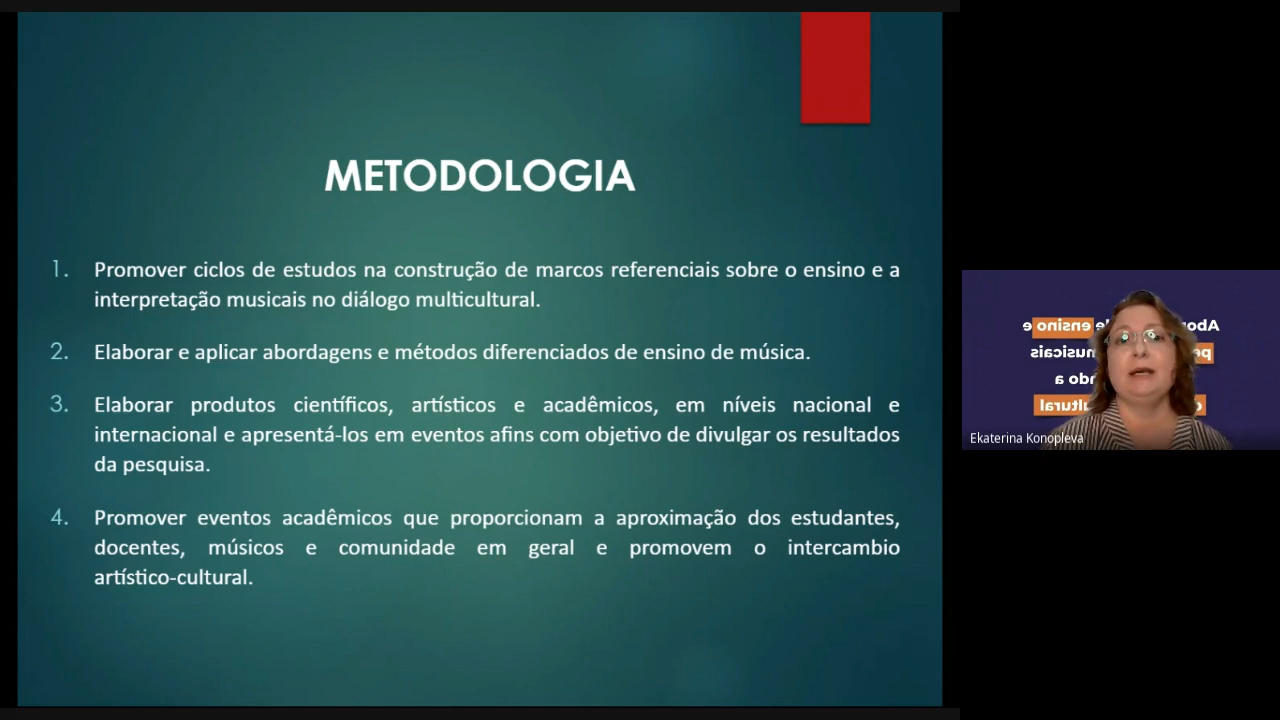 METODOLOGIA
1. Promover ciclos de estudos na construção de marcos referenciais sobre o ensino e a
interpretação musicais no diálogo multicultural.
2. Elaborar e aplicar abordagens e métodos diferenciados de ensino de música.
3. Elaborar produtos científicos, artísticos e acadêmicos, em níveis nacional e
internacional e apresentá-los em eventos afins com objetivo de divulgar os resultados
da pesquisa.
4. Promover eventos acadêmicos que proporcionam a aproximação dos estudantes,
docentes, músicos e comunidade em geral e promovem o intercambio
artístico-cultural.
ensino e
musicais
a
Ekaterina Konopleva